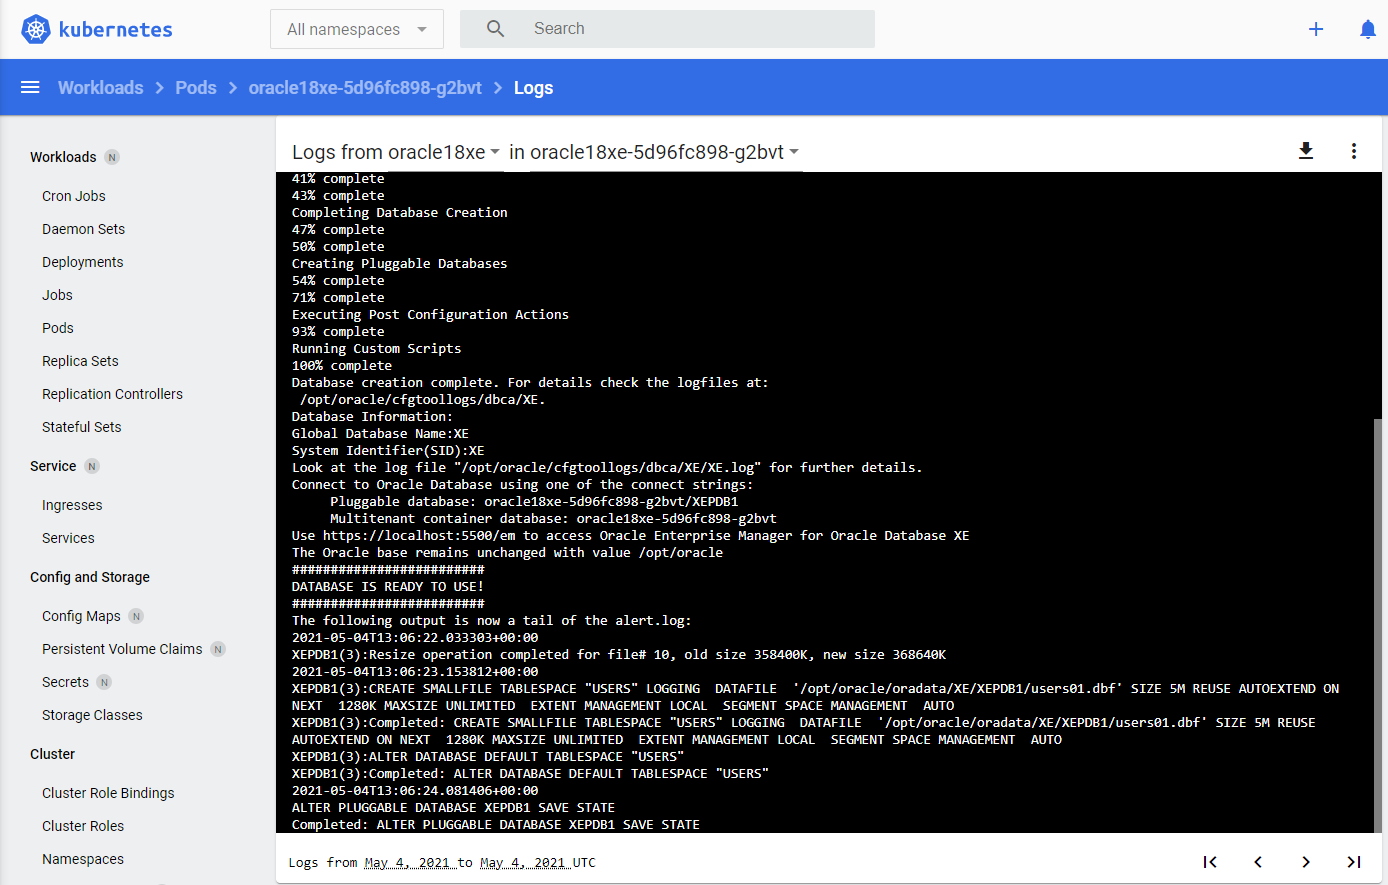 kubernetes
All namespaces
Search
Workloads > Pods > oracle18xe-5d96fc898-g2bvt > Logs
Workloads N
Cron Jobs
Daemon Sets
Deployments
Jobs
Pods
Replica Sets
Replication Controllers
Stateful Sets
Service N
Ingresses
Services
Config and Storage
Config Maps N
Persistent Volume Claims N
Secrets N
Storage Classes
Cluster
Cluster Role Bindings
Cluster Roles
Namespaces
Logs from oracle18xe in oracle18xe-5d96fc898-g2bvt
41% complete
43% complete
Completing Database Creation
47% complete
50% complete
Creating Pluggable Databases
54% complete
71% complete
Executing Post Configuration Actions
93% complete
Running Custom Scripts
100% complete
Database creation complete. For details check the logfiles at:
/opt/oracle/cfgtoollogs/dbca/XE.
Database Information:
Global Database Name:XE
System Identifier(SID):XE
Look at the log file "/opt/oracle/cfgtoollogs/dbca/XE/XE.log" for further details.
Connect to Oracle Database using one of the connect strings:
Pluggable database: oracle18xe-5d96fc898-g2bvt/XEPDB1
Multitenant container database: oracle18xe-5d96fc898-g2bvt
Use https://localhost:5500/em to access Oracle Enterprise Manager for Oracle Database XE
The Oracle base remains unchanged with value /opt/oracle
#########################
DATABASE IS READY TO USE!
#########################
The following output is now a tail of the alert.log:
2021-05-04T13:06:22.033303+00:00
XEPDB1(3):Resize operation completed for file# 10, old size 358400K, new size 368640K
2021-05-04T13:06:23.153812+00:00
XEPDB1(3):CREATE SMALLFILE TABLESPACE "USERS" LOGGING  DATAFILE  '/opt/oracle/oradata/XE/XEPDB1/users01.dbf' SIZE 5M REUSE AUTOEXTEND ON
NEXT  1280K MAXSIZE UNLIMITED  EXTENT MANAGEMENT LOCAL  SEGMENT SPACE MANAGEMENT  AUTO
XEPDB1(3):Completed: CREATE SMALLFILE TABLESPACE "USERS" LOGGING  DATAFILE  '/opt/oracle/oradata/XE/XEPDB1/users01.dbf' SIZE 5M REUSE
AUTOEXTEND ON NEXT  1280K MAXSIZE UNLIMITED  EXTENT MANAGEMENT LOCAL  SEGMENT SPACE MANAGEMENT  AUTO
XEPDB1(3):ALTER DATABASE DEFAULT TABLESPACE "USERS"
XEPDB1(3):Completed: ALTER DATABASE DEFAULT TABLESPACE "USERS"
2021-05-04T13:06:24.081406+00:00
ALTER PLUGGABLE DATABASE XEPDB1 SAVE STATE
Completed: ALTER PLUGGABLE DATABASE XEPDB1 SAVE STATE
Logs from May 4, 2021 to May 4, 2021 UTC